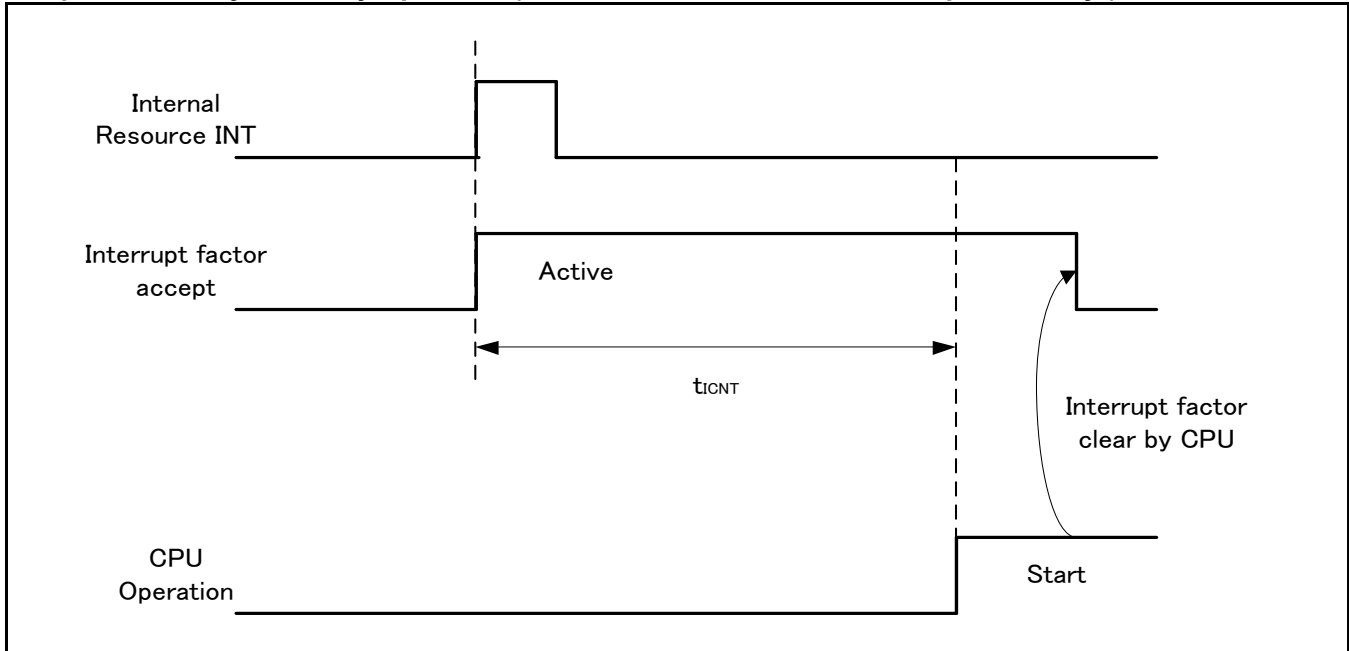 Internal
Resource INT
Interrupt factor
accept
Active
tICNT
Interrupt factor
clear by CPU
CPU
Operation
Start